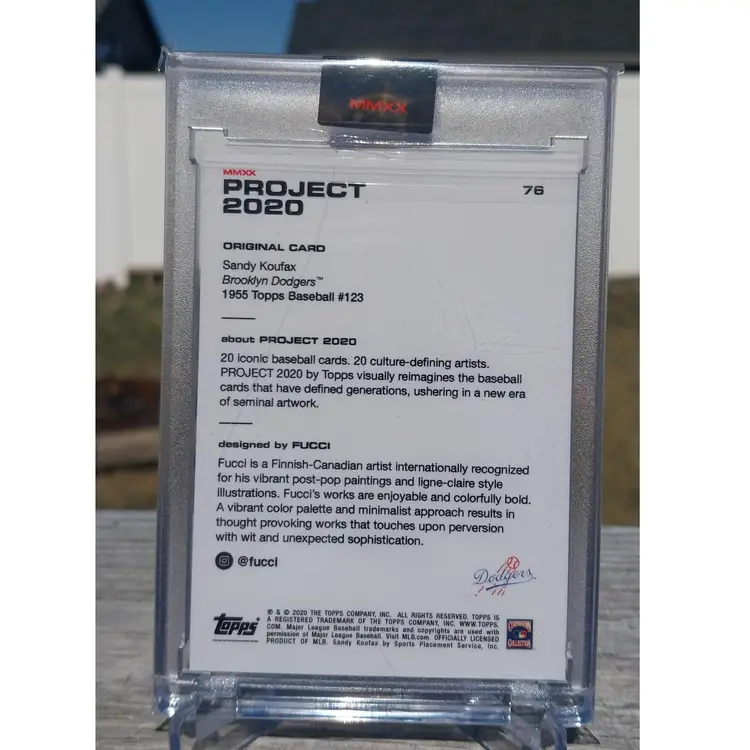 MMXX
MMXX
PROJECT 76
2020
ORIGINAL CARD
Sandy Koufax
Brooklyn Dodgers™
1955 Topps Baseball #123
about PROJECT 2020
20 iconic baseball cards. 20 culture-defining artists.
PROJECT 2020 by Topps visually reimagines the baseball
cards that have defined generations, ushering in a new era
of seminal artwork.
designed by FUCCI
Fucci is a Finnish-Canadian artist internationally recognized
for his vibrant post-pop paintings and ligne-claire style
illustrations. Fucci's works are enjoyable and colorfully bold.
A vibrant color palette and minimalist approach results in
thought provoking works that touches upon perversion
with wit and unexpected sophistication.
@fucci
Dodgers
topps
® & © 2020 THE TOPPS COMPANY, INC. ALL RIGHTS RESERVED. TOPPS IS
A REGISTERED TRADEMARK OF THE TOPPS COMPANY, INC. WWW.TOPPS.
COM. Major League Baseball trademarks and copyrights are used with
permission of Major League Baseball. Visit MLB.com. OFFICIALLY LICENSED
PRODUCT OF MLB. Sandy Koufax by Sports Placement Service, Inc.